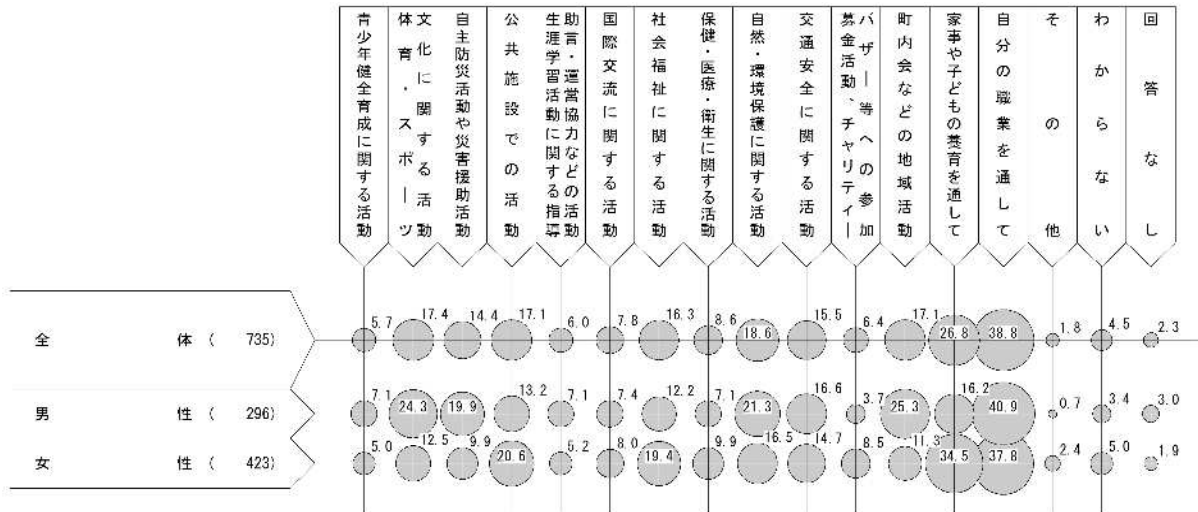 青少年健全育成に関する活動
文化に関する活動
体育・スポーツ
自主防災活動や災害援助活動
公共施設での活動
生涯学習活動に関する指導
助言・運営協力などの活動
国際交流に関する活動
社会福祉に関する活動
保健・医療・衛生に関する活動
自然・環境保護に関する活動
交通安全に関する活動
募金活動、チャリティー
バザー等への参加
町内会などの地域活動
家事や子どもの養育を通して
自分の職業を通して
その他
わからない
回答なし
全体 ( 735) 5.7 17.4 14.4 17.1 6.0 7.8 16.3 8.6 18.6 15.5 6.4 17.1 26.8 38.8 1.8 4.5 2.3
男性 ( 296) 7.1 24.3 19.9 13.2 7.1 7.4 12.2 7.1 21.3 16.6 3.7 25.3 16.2 40.9 0.7 3.4 3.0
女性 ( 423) 5.0 12.5 9.9 20.6 5.2 8.0 19.4 9.9 16.5 14.7 8.5 11.3 34.5 37.8 2.4 5.0 1.9